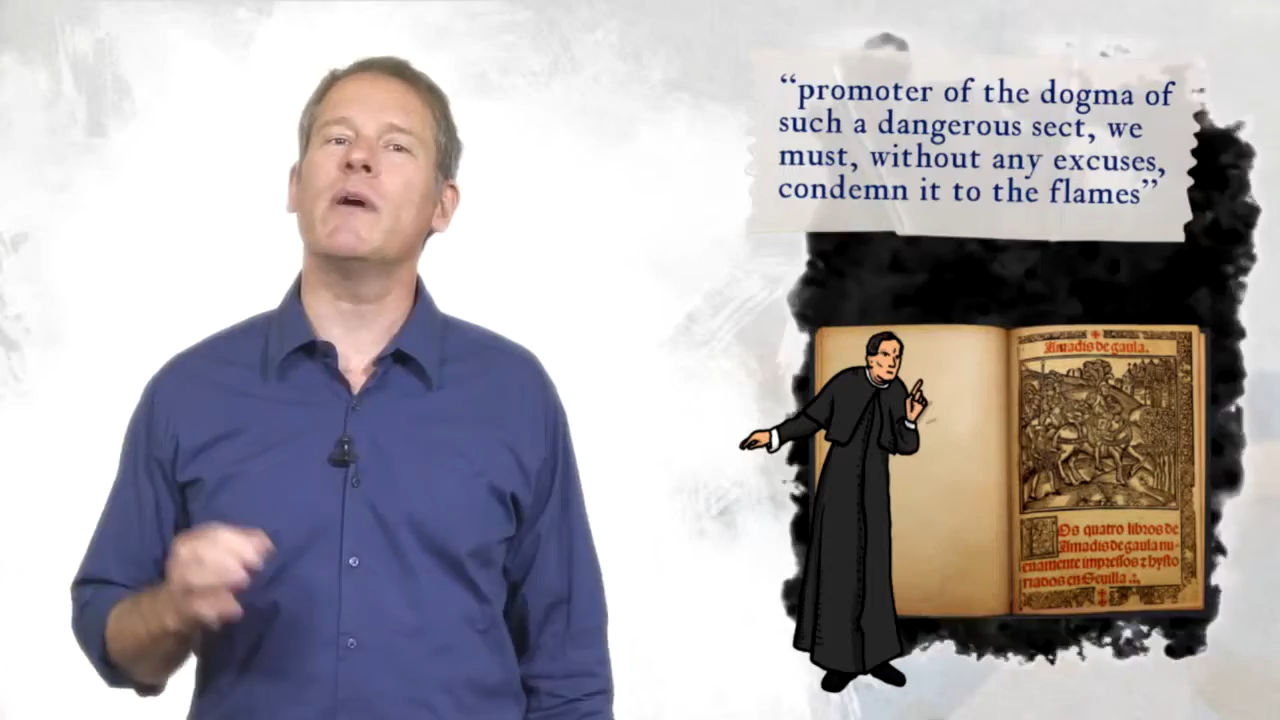 “promoter of the dogma of
such a dangerous sect, we
must, without any excuses,
condemn it to the flames”
Amadis de gaula.
Os quatro libros de
Amadis de gaula nu-
euamente impressos z hysto
riados en Seuilla .:.